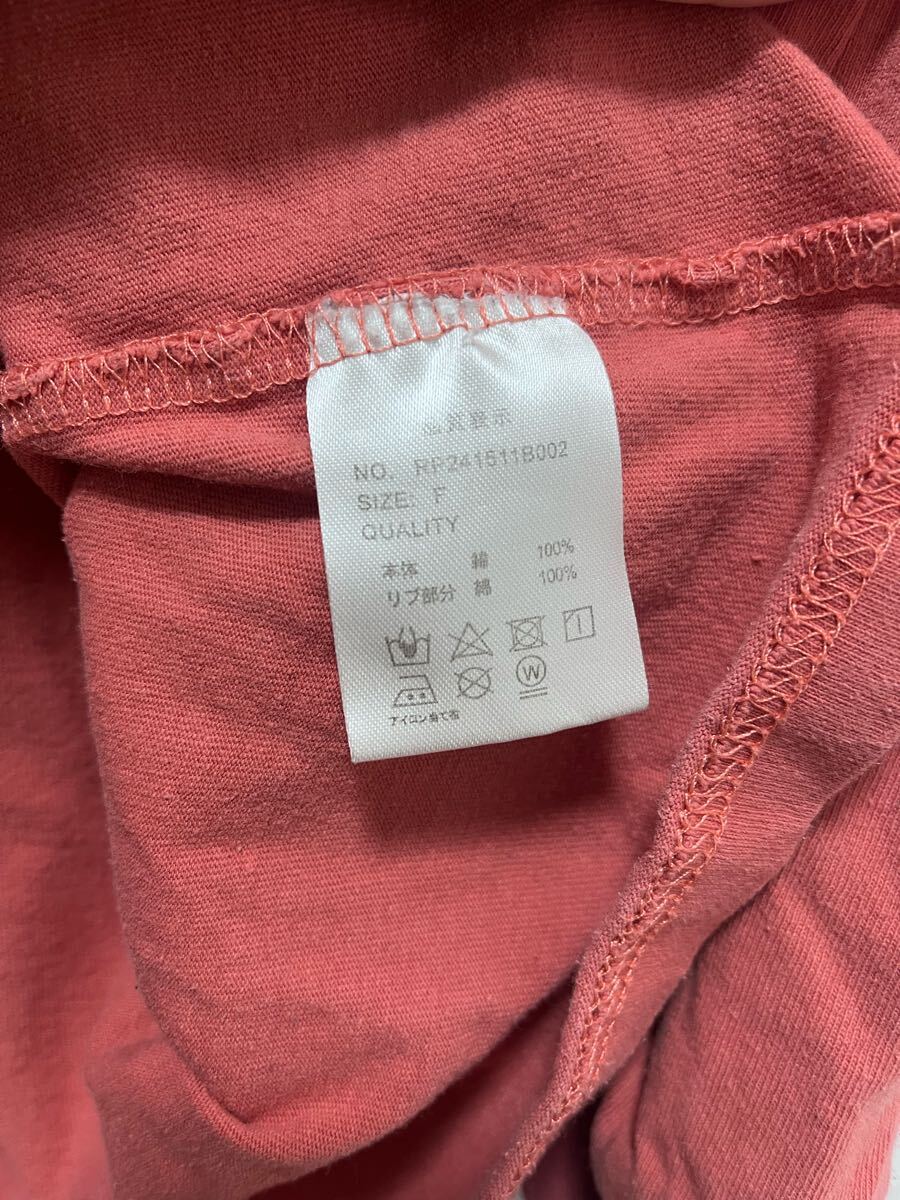 品質表示
NO. RP241511B002
SIZE: F
QUALITY
本体 綿 100%
リブ部分 綿 100%
W
アイロン当て布